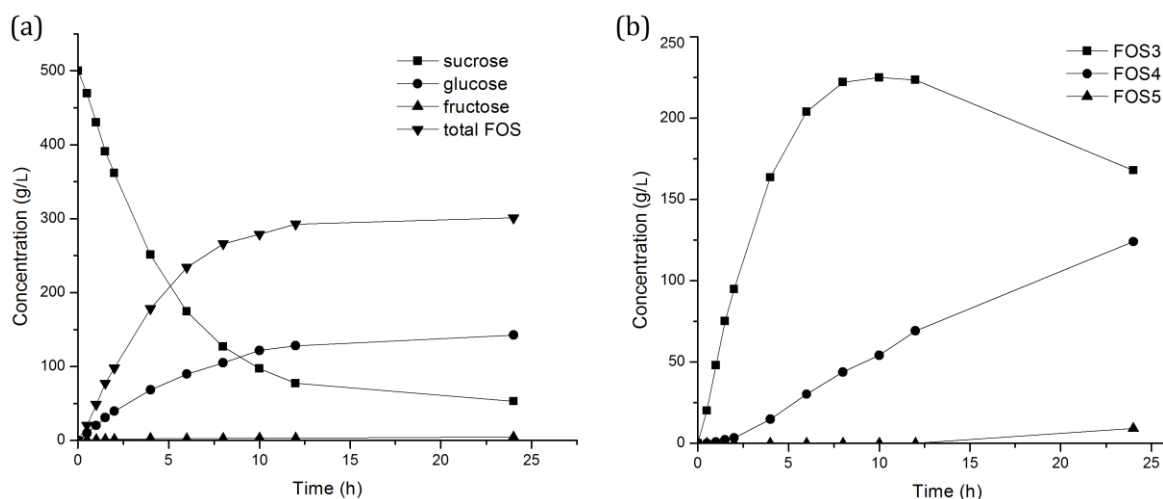 (a)
sucrose
glucose
fructose
total FOS
500
400
300
200
100
0
Concentration (g/L)
0 5 10 15 20 25
Time (h)
(b)
FOS3
FOS4
FOS5
250
200
150
100
50
0
Concentration (g/L)
0 5 10 15 20 25
Time (h)